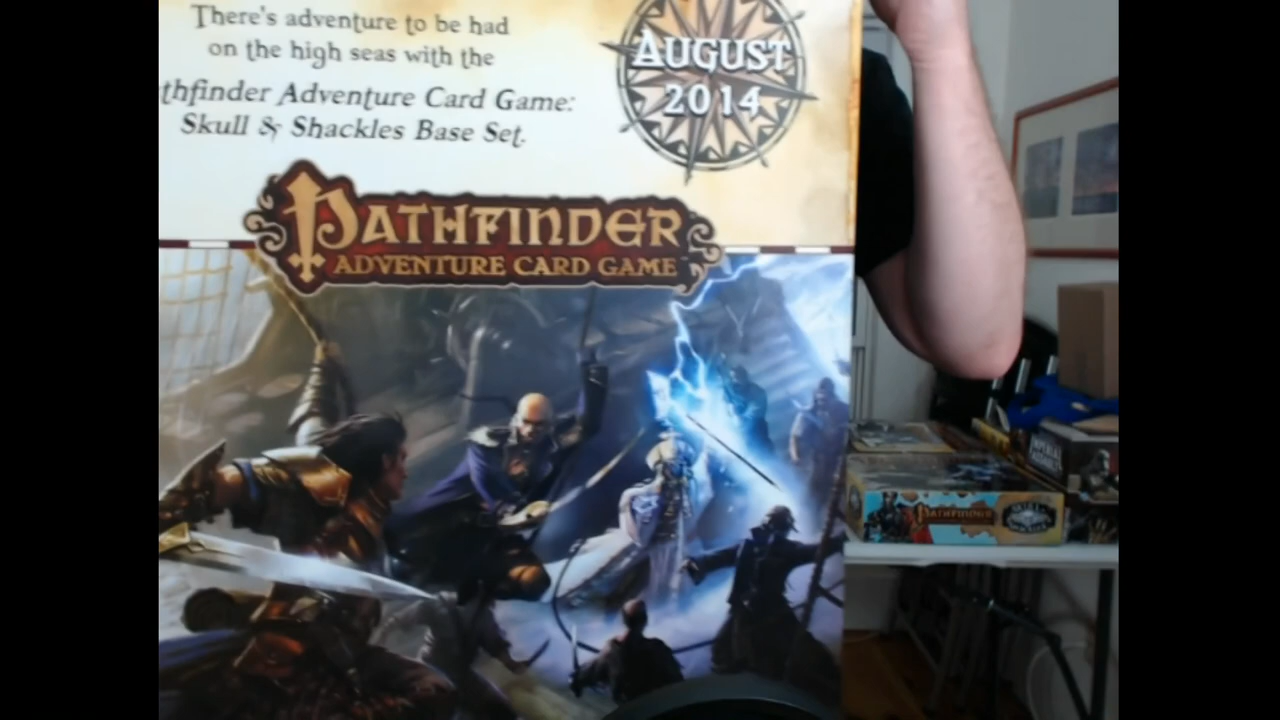 There's adventure to be had
on the high seas with the
thfinder Adventure Card Game:
Skull & Shackles Base Set.
AUGUST
2014
PATHFINDER
ADVENTURE CARD GAME
PATHFINDER